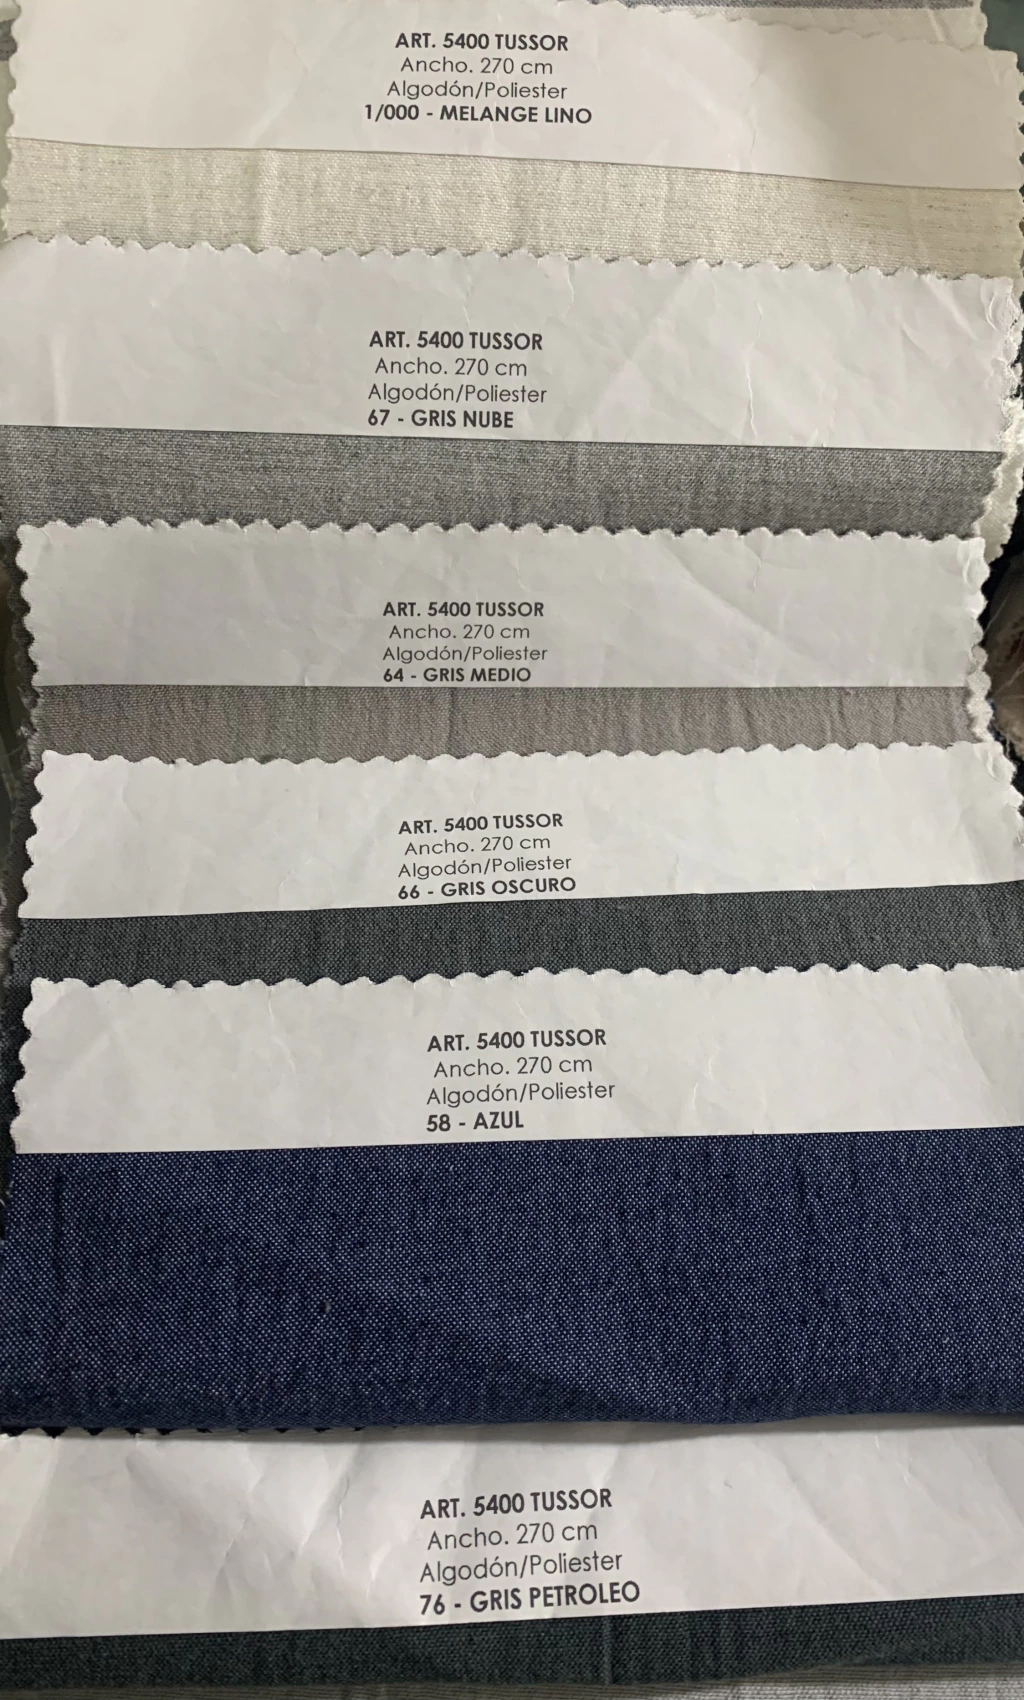 ART. 5400 TUSSOR
Ancho. 270 cm
Algodón/Poliester
1/000 - MELANGE LINO
ART. 5400 TUSSOR
Ancho. 270 cm
Algodón/Poliester
67 - GRIS NUBE
ART. 5400 TUSSOR
Ancho. 270 cm
Algodón/Poliester
64 - GRIS MEDIO
ART. 5400 TUSSOR
Ancho. 270 cm
Algodón/Poliester
66 - GRIS OSCURO
ART. 5400 TUSSOR
Ancho. 270 cm
Algodón/Poliester
58 - AZUL
ART. 5400 TUSSOR
Ancho. 270 cm
Algodón/Poliester
76 - GRIS PETROLEO